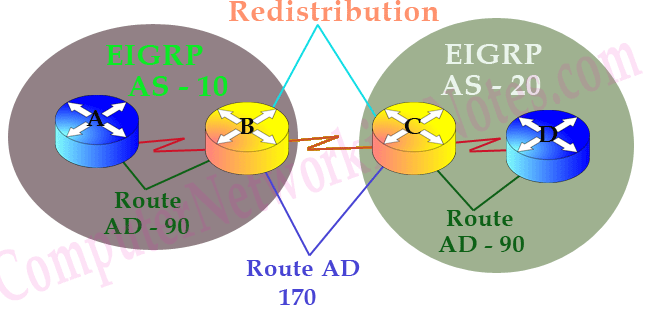 Redistribution
EIGRP
AS - 10
EIGRP
AS - 20
A
B
C
D
Route
AD - 90
Route AD
170
Route
AD - 90
ComputerNetworkingNotes.com